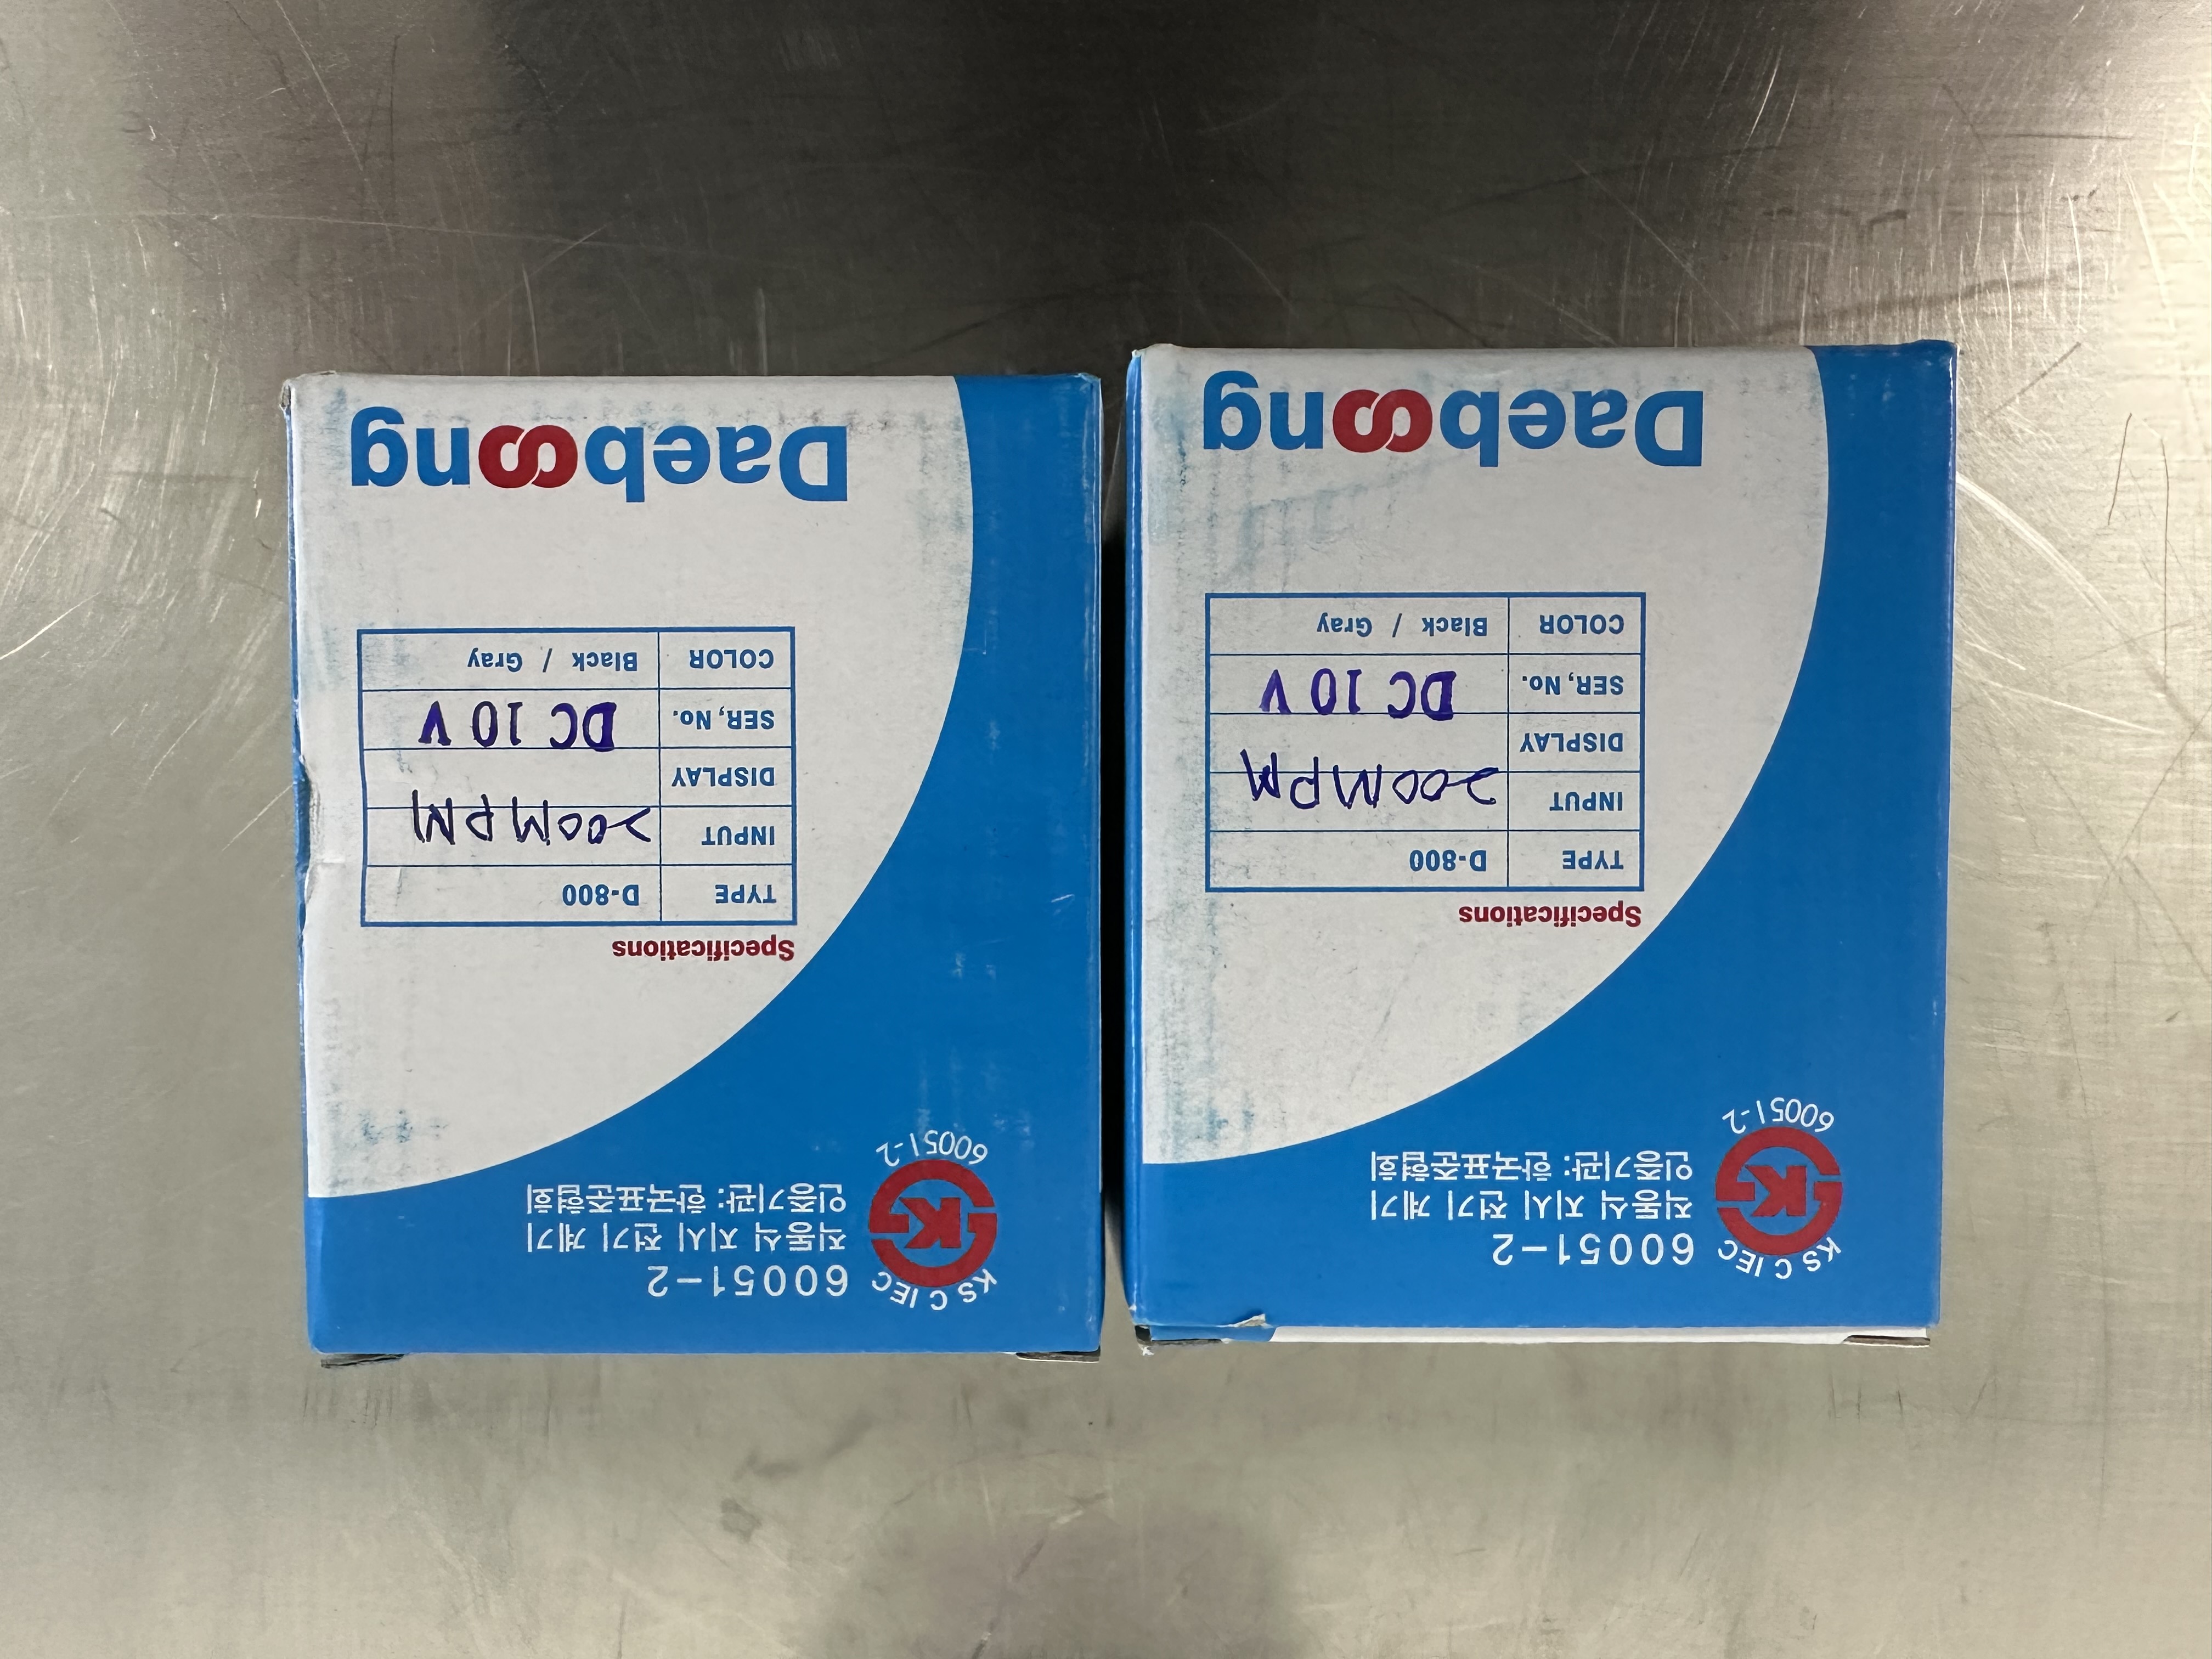 KS C IEC
60051-2
직동식 지시 전기 계기
인증기관: 한국표준협회
60051-2
Specifications
TYPE D-800
INPUT 200MPM
DISPLAY
SER, No. DC 10 V
COLOR Black / Gray
Daeboong
KS C IEC
60051-2
직동식 지시 전기 계기
인증기관: 한국표준협회
60051-2
Specifications
TYPE D-800
INPUT 200MPM
DISPLAY
SER, No. DC 10 V
COLOR Black / Gray
Daeboong